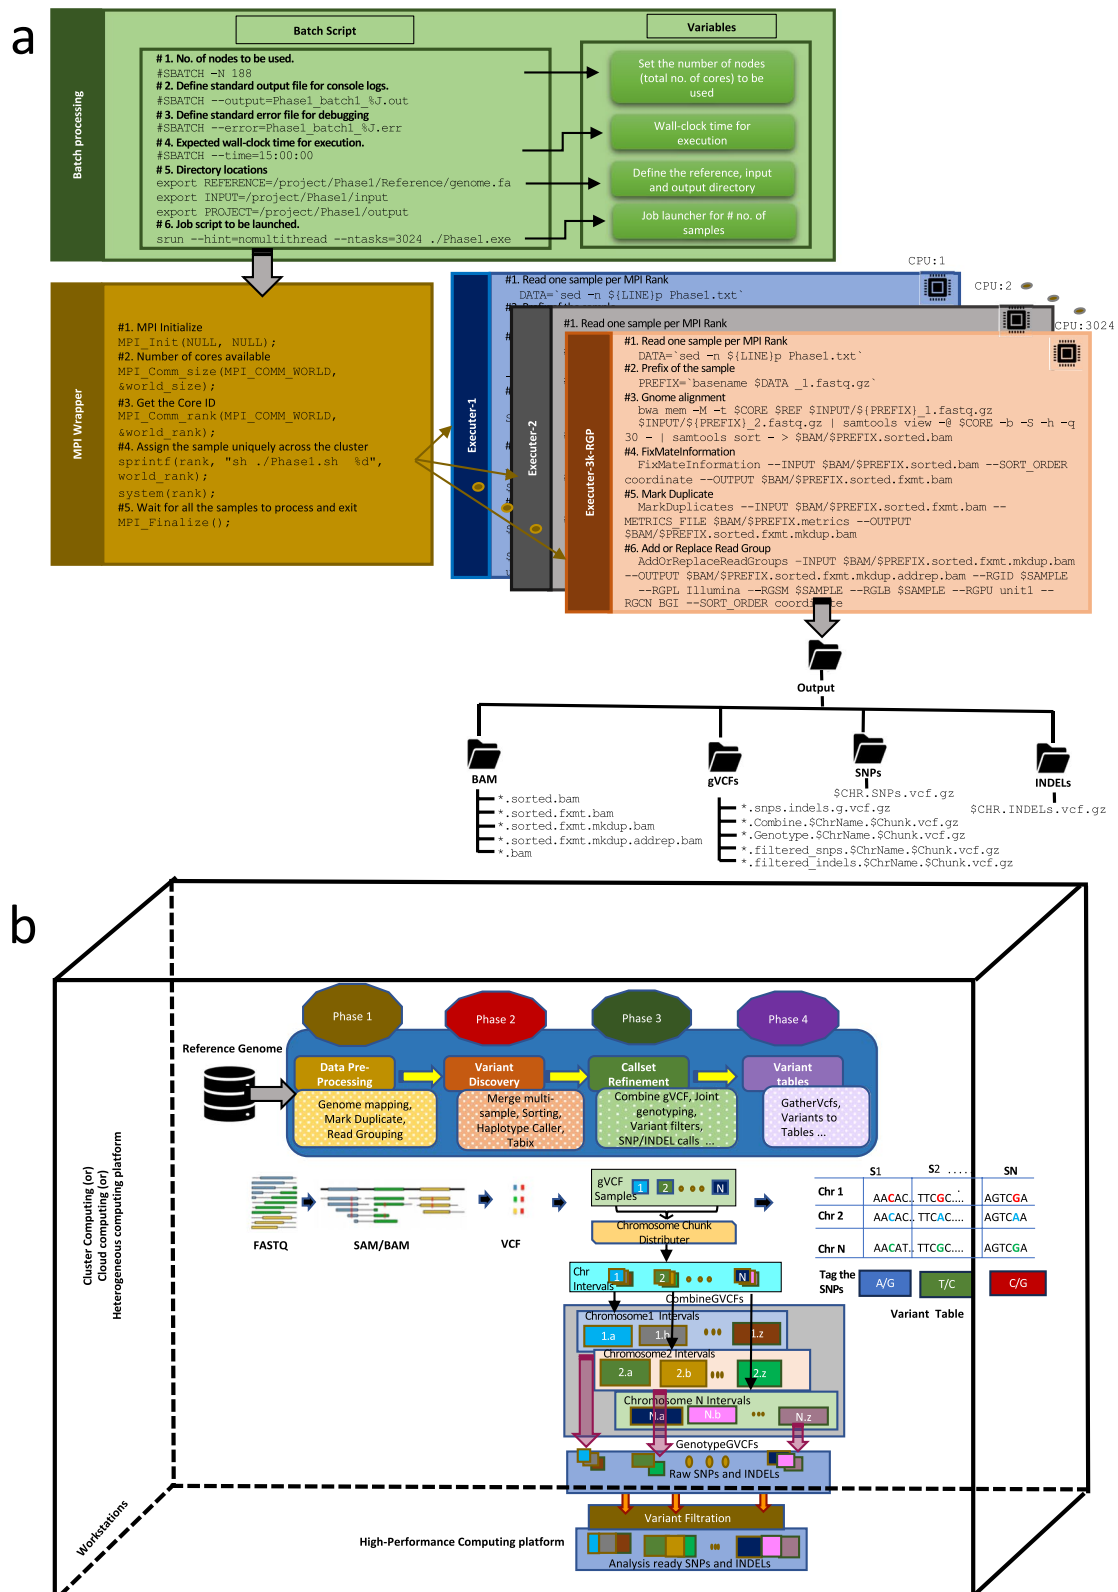 a
Batch processing
Batch Script
Variables
# 1. No. of nodes to be used.
#SBATCH -N 188
# 2. Define standard output file for console logs.
#SBATCH --output=Phase1_batch1_%J.out
# 3. Define standard error file for debugging
#SBATCH --error=Phase1_batch1_%J.err
# 4. Expected wall-clock time for execution.
#SBATCH --time=15:00:00
# 5. Directory locations
export REFERENCE=/project/Phase1/Reference/genome.fa
export INPUT=/project/Phase1/input
export PROJECT=/project/Phase1/output
# 6. Job script to be launched.
srun --hint=nomultithread --ntasks=3024 ./Phase1.exe
Set the number of nodes
(total no. of cores) to be
used
Wall-clock time for
execution
Define the reference, input
and output directory
Job launcher for # no. of
samples
MPI Wrapper
#1. MPI Initialize
MPI_Init(NULL, NULL);
#2. Number of cores available
MPI_Comm_size(MPI_COMM_WORLD,
&world_size);
#3. Get the Core ID
MPI_Comm_rank(MPI_COMM_WORLD,
&world_rank);
#4. Assign the sample uniquely across the cluster
sprintf(rank, "sh ./Phase1.sh  %d",
world_rank);
system(rank);
#5. Wait for all the samples to process and exit
MPI_Finalize();
CPU:1
CPU:2
CPU:3024
Executer-1
#1. Read one sample per MPI Rank
DATA=`sed -n ${LINE}p Phase1.txt`
Executer-2
#1. Read one sample per MPI Rank
Executer-3k-RGP
#1. Read one sample per MPI Rank
DATA=`sed -n ${LINE}p Phase1.txt`
#2. Prefix of the sample
PREFIX=`basename $DATA _1.fastq.gz`
#3. Gnome alignment
bwa mem -M -t $CORE $REF $INPUT/${PREFIX}_1.fastq.gz
$INPUT/${PREFIX}_2.fastq.gz | samtools view -@ $CORE -b -S -h -q
30 - | samtools sort - > $BAM/$PREFIX.sorted.bam
#4. FixMateInformation
FixMateInformation --INPUT $BAM/$PREFIX.sorted.bam --SORT_ORDER
coordinate --OUTPUT $BAM/$PREFIX.sorted.fxmt.bam
#5. Mark Duplicate
MarkDuplicates --INPUT $BAM/$PREFIX.sorted.fxmt.bam --
METRICS_FILE $BAM/$PREFIX.metrics --OUTPUT
$BAM/$PREFIX.sorted.fxmt.mkdup.bam
#6. Add or Replace Read Group
AddOrReplaceReadGroups -INPUT $BAM/$PREFIX.sorted.fxmt.mkdup.bam
--OUTPUT $BAM/$PREFIX.sorted.fxmt.mkdup.addrep.bam --RGID $SAMPLE
--RGPL Illumina --RGSM $SAMPLE --RGLB $SAMPLE --RGPU unit1 --
RGCN BGI --SORT_ORDER coordinate
Output
BAM
gVCFs
SNPs
INDELs
*.sorted.bam
*.sorted.fxmt.bam
*.sorted.fxmt.mkdup.bam
*.sorted.fxmt.mkdup.addrep.bam
*.bam
*.snps.indels.g.vcf.gz
*.Combine.$ChrName.$Chunk.vcf.gz
*.Genotype.$ChrName.$Chunk.vcf.gz
*.filtered_snps.$ChrName.$Chunk.vcf.gz
*.filtered_indels.$ChrName.$Chunk.vcf.gz
$CHR.SNPs.vcf.gz
$CHR.INDELs.vcf.gz
b
Cluster Computing (or)
Cloud computing (or)
Heterogeneous computing platform
Workstations
High-Performance Computing platform
Phase 1
Phase 2
Phase 3
Phase 4
Reference Genome
Data Pre-
Processing
Variant
Discovery
Callset
Refinement
Variant
tables
Genome mapping,
Mark Duplicate,
Read Grouping
Merge multi-
sample, Sorting,
Haplotype Caller,
Tabix
Combine gVCF, Joint
genotyping,
Variant filters,
SNP/INDEL calls ...
GatherVcfs,
Variants to
Tables ...
FASTQ
SAM/BAM
VCF
gVCF
Samples
1
2
N
Chromosome Chunk
Distributer
Chr
Intervals
1
2
N
CombineGVCFs
Chromosome1 Intervals
1.a
1.b
1.z
Chromosome2 Intervals
2.a
2.b
2.z
Chromosome N Intervals
N.a
N.b
N.z
GenotypeGVCFs
Raw SNPs and INDELs
Variant Filtration
Analysis ready SNPs and INDELs
S1
S2 .....
SN
Chr 1
AACAC.. TTCGC.... AGTCGA
Chr 2
AACAC.. TTCAC.... AGTCAA
Chr N
AACAT.. TTCGC.... AGTCGA
Tag the
SNPs
A/G
T/C
C/G
Variant Table